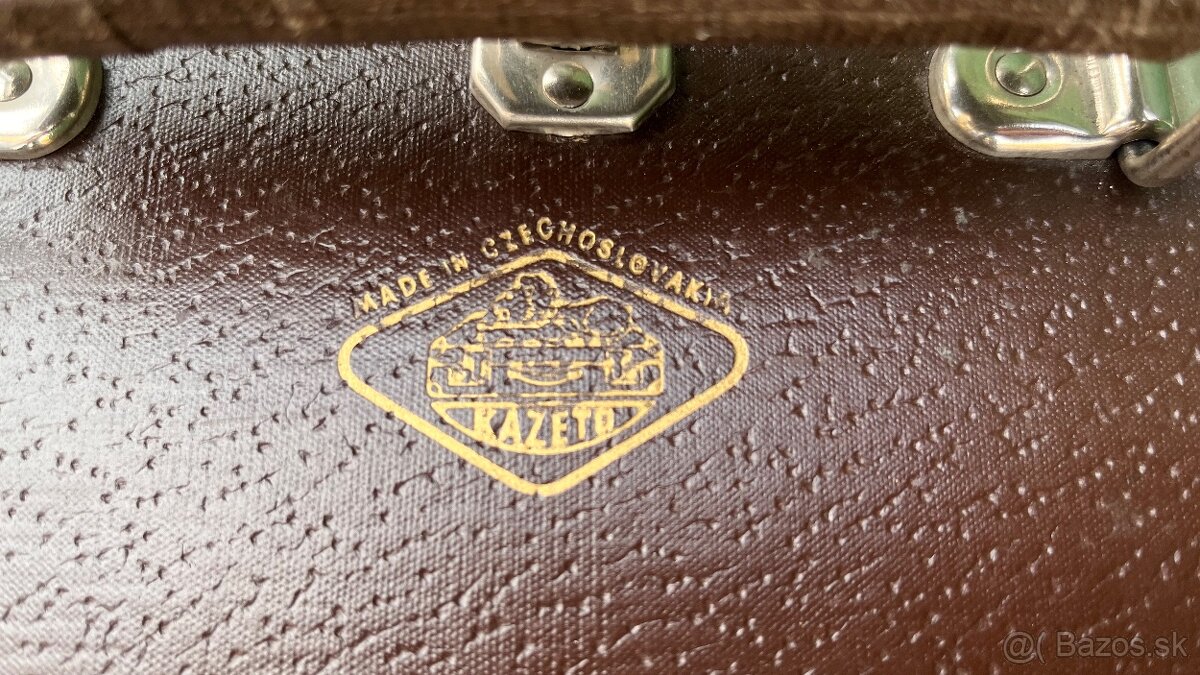 MADE IN CZECHOSLOVAKIA
KAZETO
@( Bazos.sk